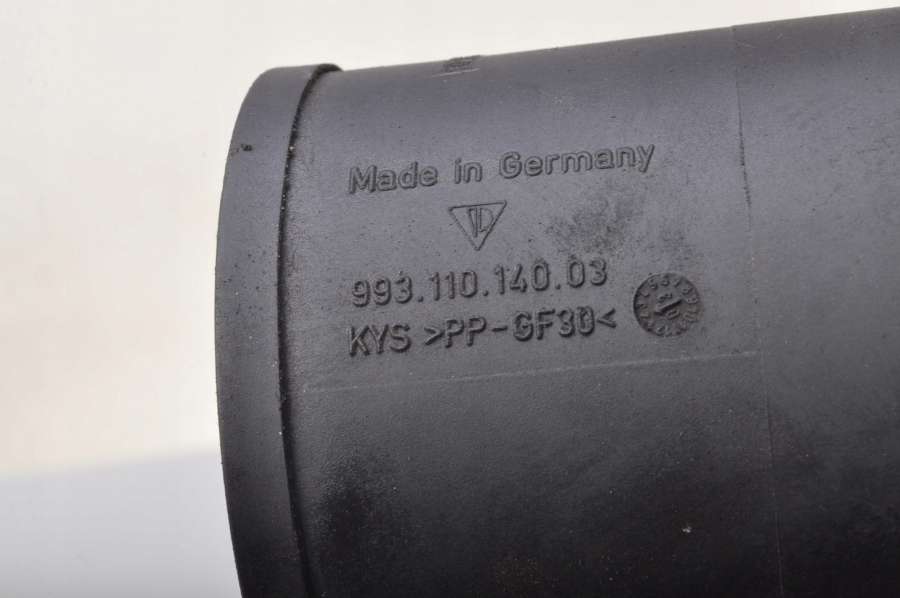 Made in Germany
993.110.140.03
KYS >PP-GF30<